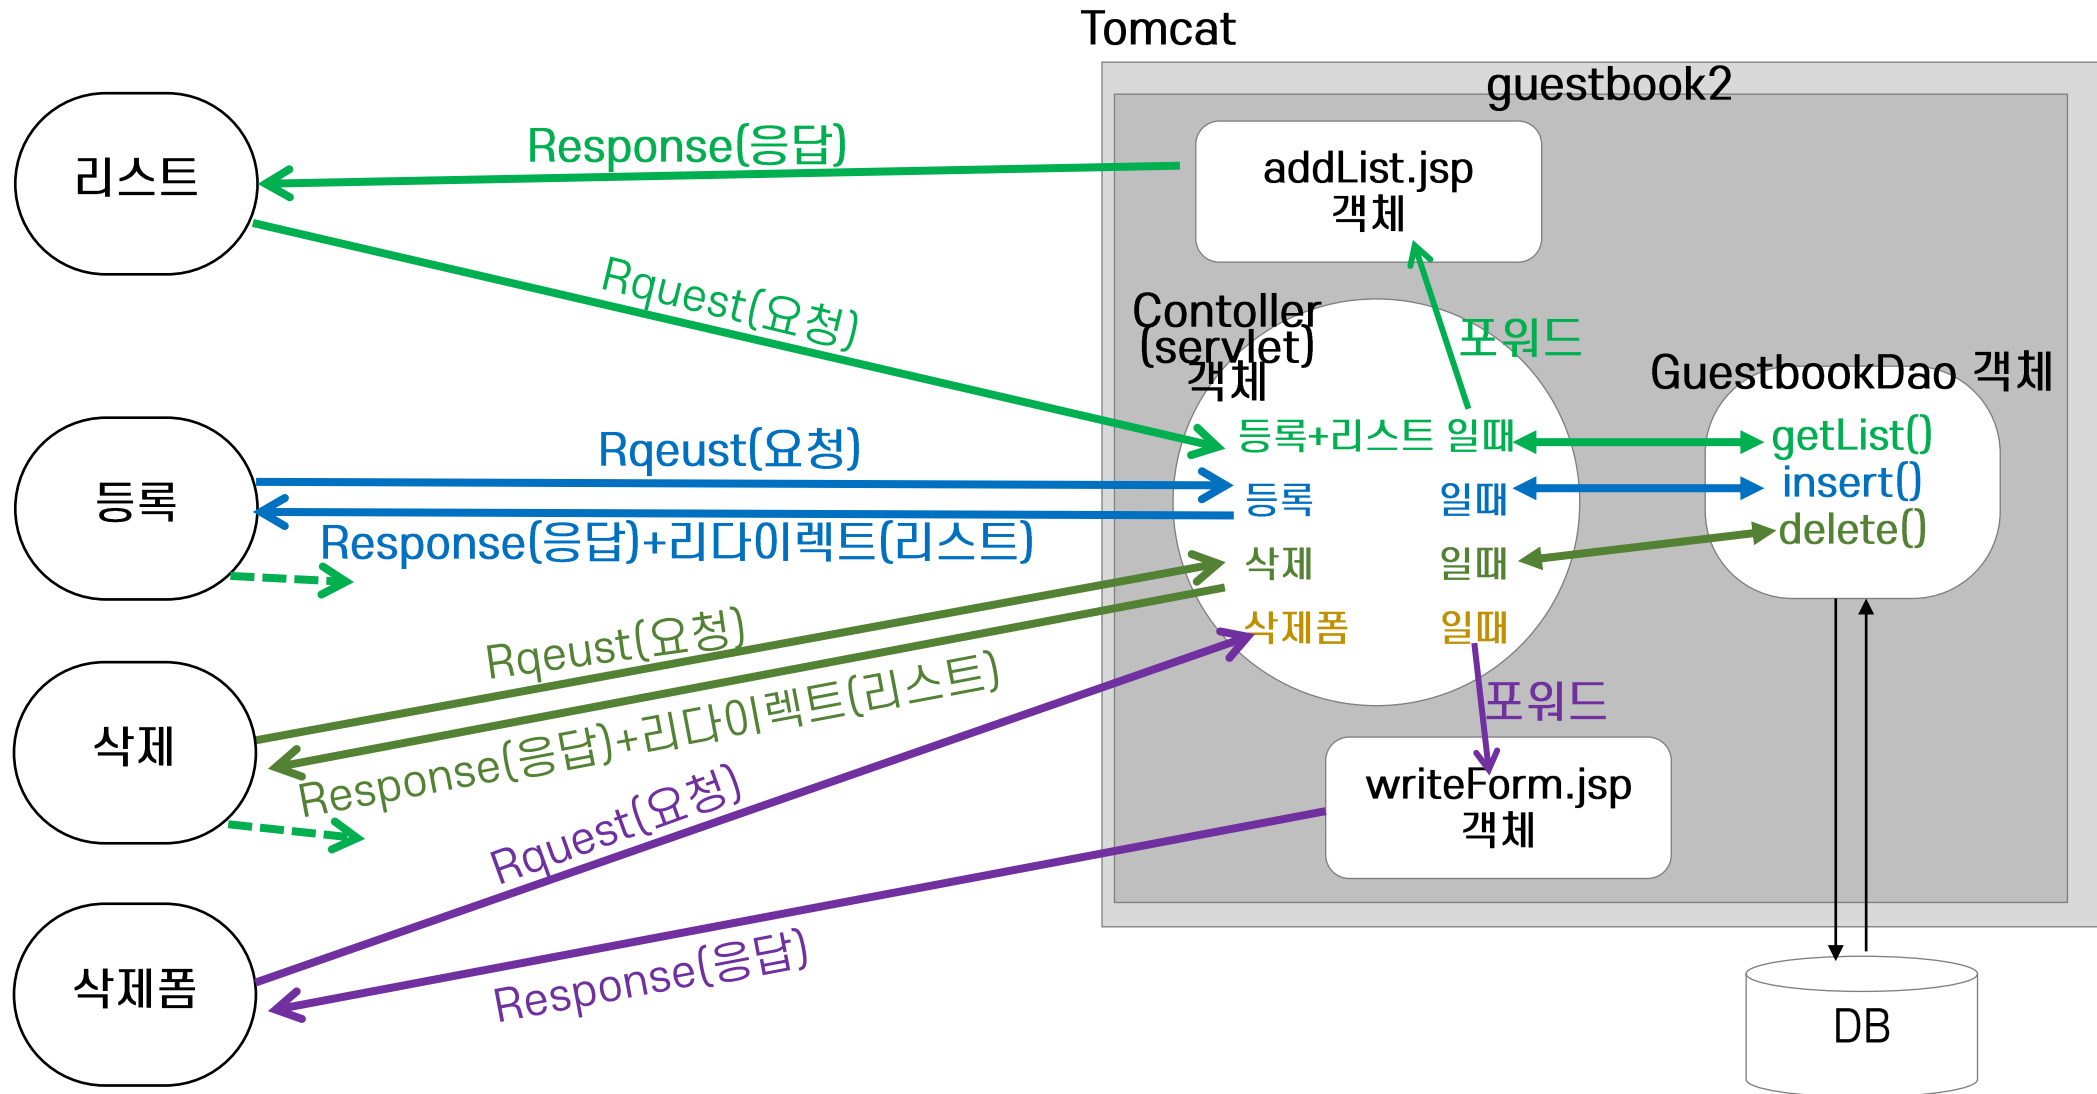 Tomcat
guestbook2
리스트
Response(응답)
addList.jsp
객체
Rquest(요청)
Contoller
(servlet)
객체
포워드
GuestbookDao 객체
등록
Rqeust(요청)
Response(응답)+리다이렉트(리스트)
등록+리스트 일때
등록 일때
삭제 일때
삭제폼 일때
getList()
insert()
delete()
삭제
Rqeust(요청)
Response(응답)+리다이렉트(리스트)
포워드
writeForm.jsp
객체
삭제폼
Rquest(요청)
Response(응답)
DB